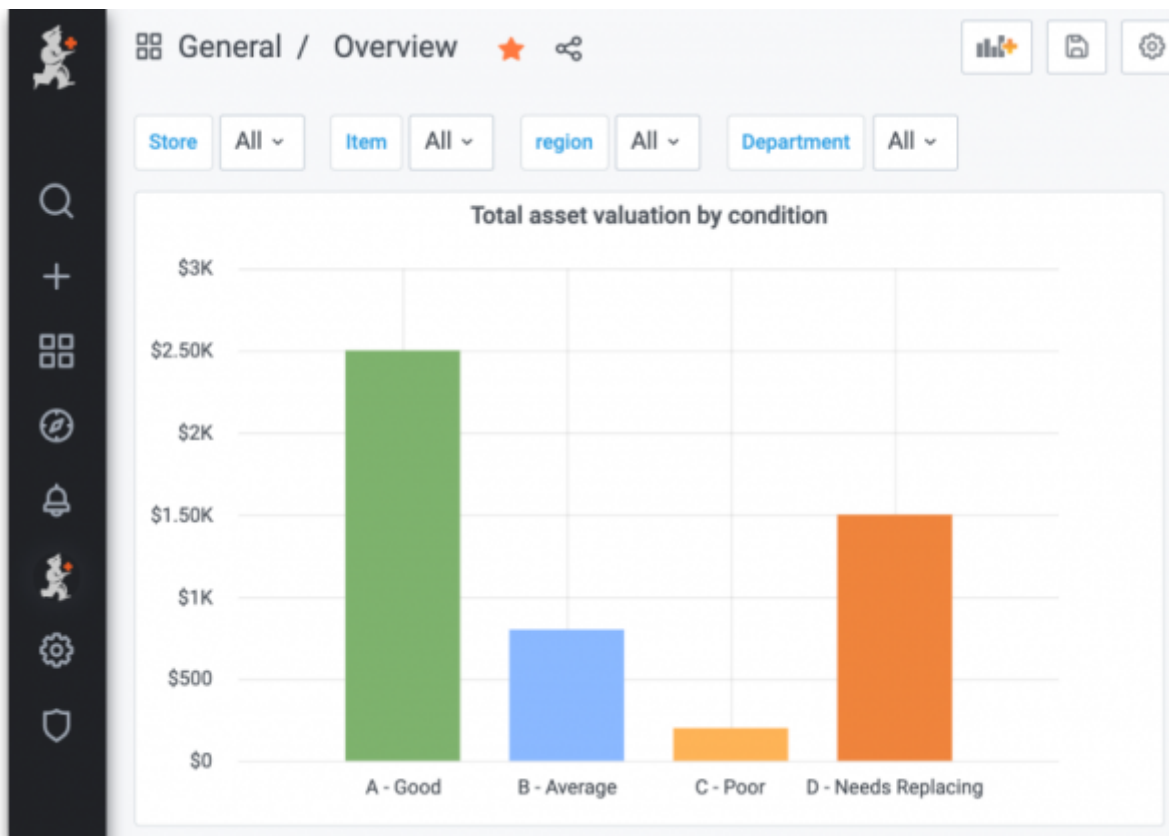 General / Overview
Store All Item All region All Department All
Total asset valuation by condition
$3K
$2.50K
$2K
$1.50K
$1K
$500
$0
A - Good B - Average C - Poor D - Needs Replacing